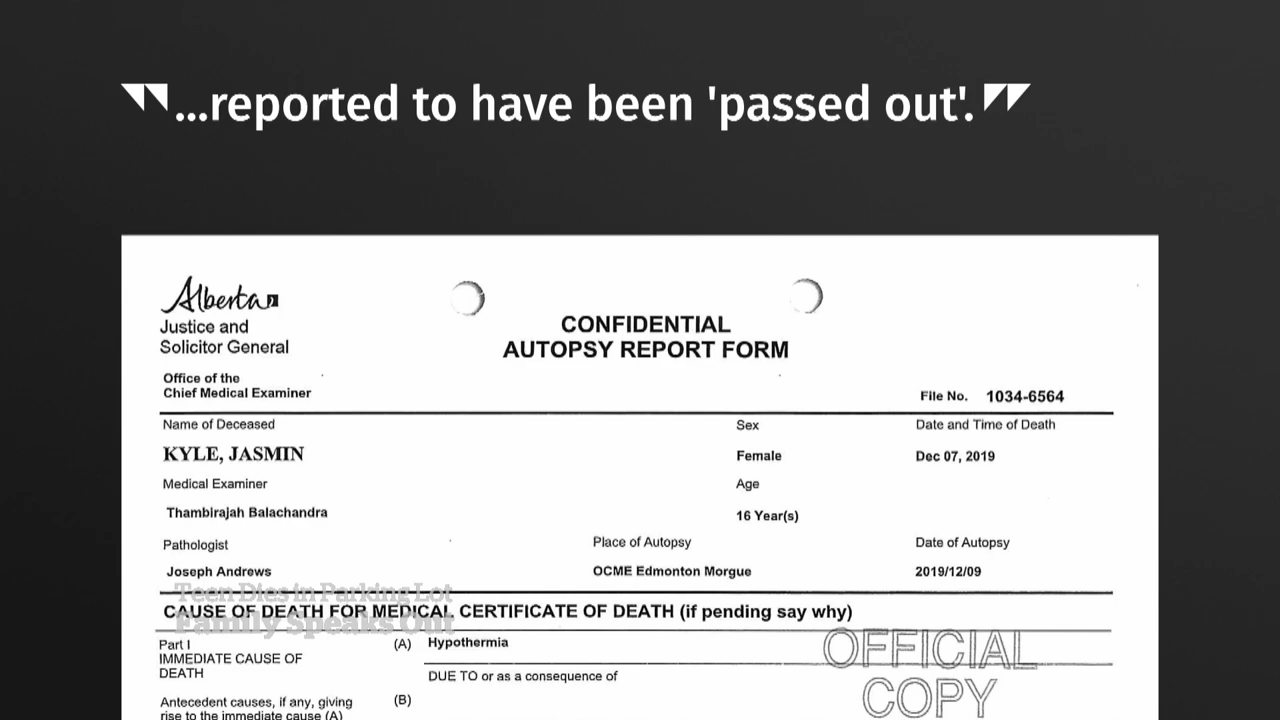 "...reported to have been 'passed out'."
Alberta
Justice and
Solicitor General
CONFIDENTIAL
AUTOPSY REPORT FORM
Office of the
Chief Medical Examiner
File No. 1034-6564
Name of Deceased
Sex
Date and Time of Death
KYLE, JASMIN
Female
Dec 07, 2019
Medical Examiner
Age
Thambirajah Balachandra
16 Year(s)
Pathologist
Place of Autopsy
Date of Autopsy
Joseph Andrews
OCME Edmonton Morgue
2019/12/09
Teen Dies in Parking Lot
CAUSE OF DEATH FOR MEDICAL CERTIFICATE OF DEATH (if pending say why)
Family Speaks Out
Part I
IMMEDIATE CAUSE OF
DEATH
(A) Hypothermia
DUE TO or as a consequence of
OFFICIAL
COPY
Antecedent causes, if any, giving
rise to the immediate cause (A)
(B)